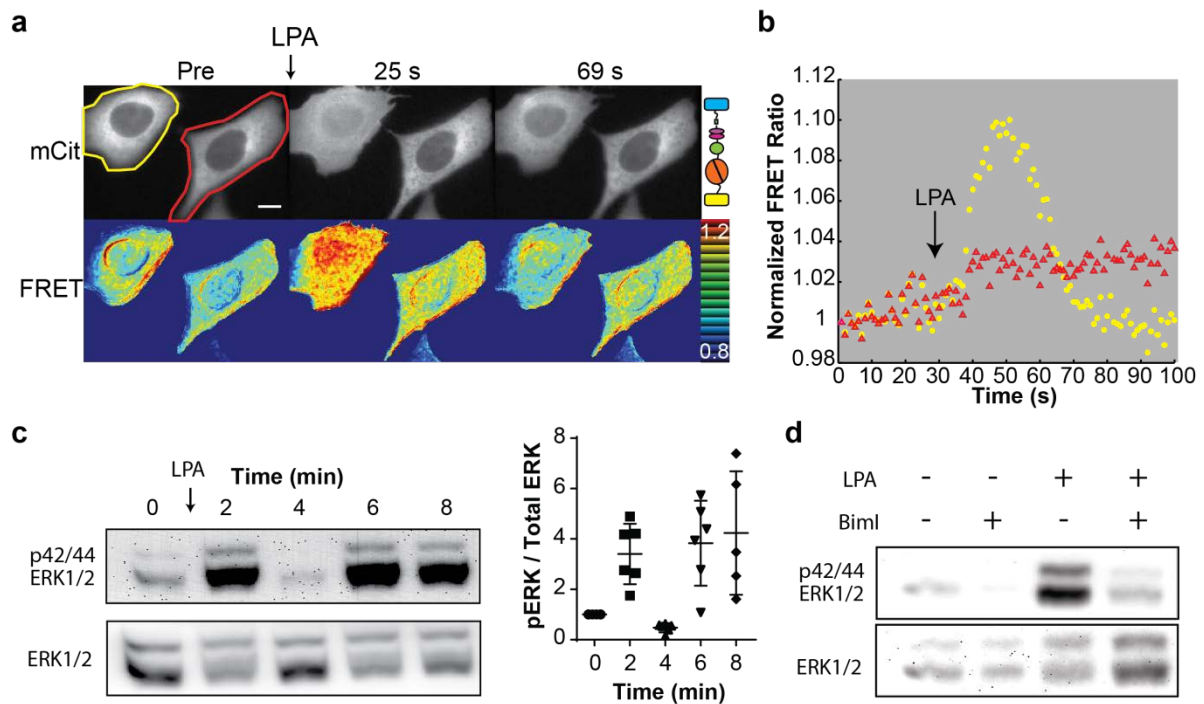 a
LPA
Pre 25 s 69 s
mCit
FRET
1.2
0.8
b
Normalized FRET Ratio
1.12
1.10
1.08
1.06
1.04
1.02
1
0.98
LPA
0 10 20 30 40 50 60 70 80 90 100
Time (s)
c
LPA Time (min)
0 2 4 6 8
p42/44
ERK1/2
ERK1/2
pERK / Total ERK
8
6
4
2
0
0 2 4 6 8
Time (min)
d
LPA - - + +
BimI - + - +
p42/44
ERK1/2
ERK1/2